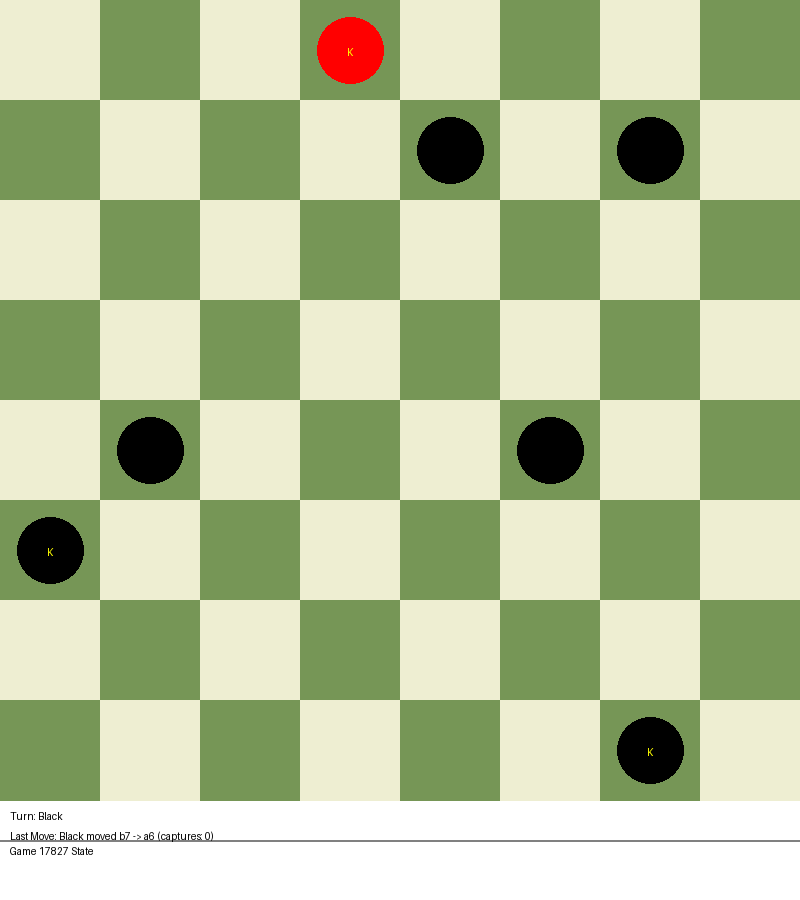 K
K
K
Turn: Black
Last Move: Black moved b7 -> a6 (captures: 0)
Game 17827 State